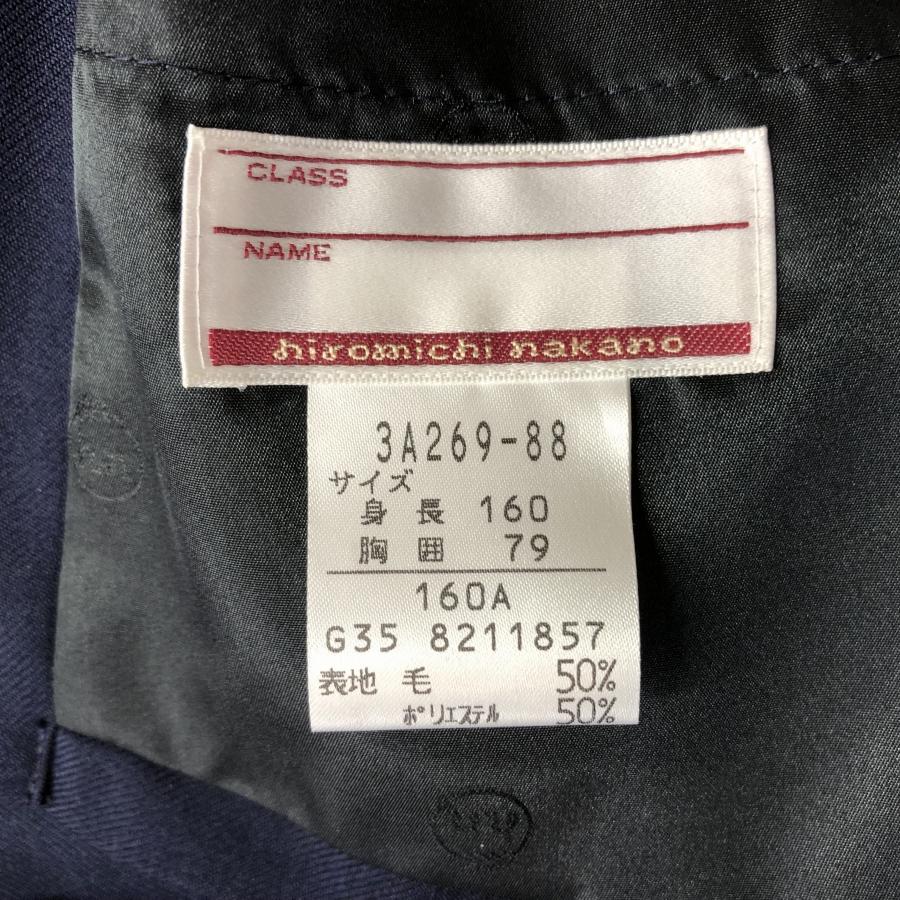 CLASS
NAME
hiromichi nakano
3A269-88
サイズ
身長 160
胸囲 79
160A
G35 8211857
表地 毛 50%
ポリエステル 50%